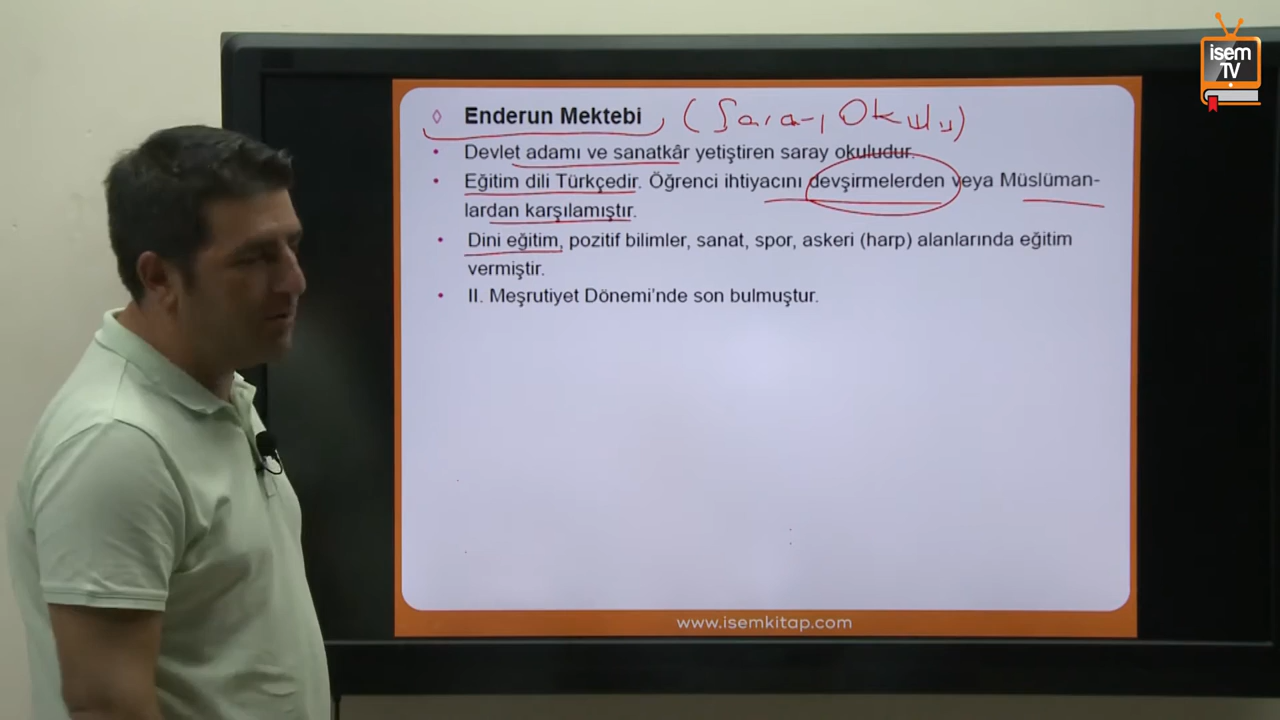 isem
TV
◊ Enderun Mektebi (Saray Okulu)
• Devlet adamı ve sanatkâr yetiştiren saray okuludur.
• Eğitim dili Türkçedir. Öğrenci ihtiyacını devşirmelerden veya Müslüman-
lardan karşılamıştır.
• Dini eğitim, pozitif bilimler, sanat, spor, askeri (harp) alanlarında eğitim
vermiştir.
• II. Meşrutiyet Dönemi’nde son bulmuştur.
www.isemkitap.com